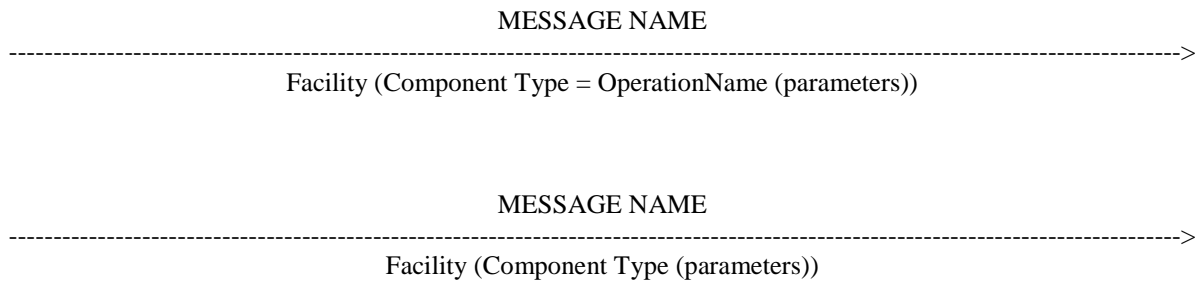 MESSAGE NAME
------------------------------------------------------------------------------------------------------------------------------------>
Facility (Component Type = OperationName (parameters))
MESSAGE NAME
------------------------------------------------------------------------------------------------------------------------------------>
Facility (Component Type (parameters))